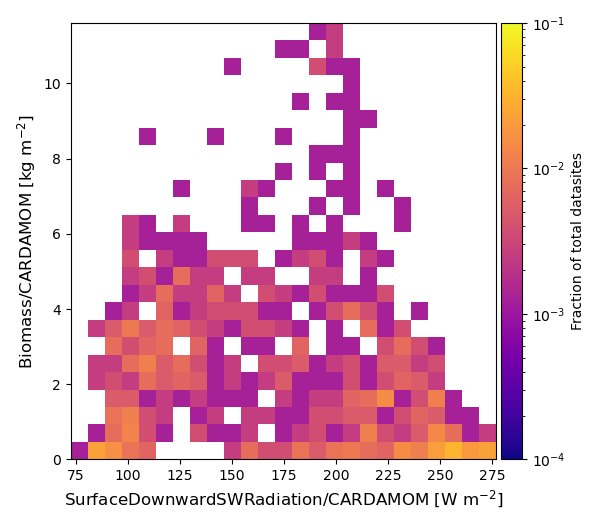 10
8
6
4
2
0
75 100 125 150 175 200 225 250 275
Biomass/CARDAMOM [kg m⁻²]
SurfaceDownwardSWRadiation/CARDAMOM [W m⁻²]
10⁻¹
10⁻²
10⁻³
10⁻⁴
Fraction of total datasites